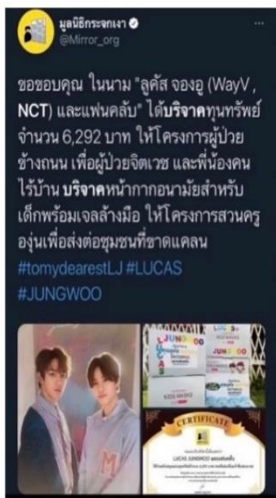 มูลนิธิกระจกเงา
@Mirror_org
ขอขอบคุณ ในนาม "ลูคัส จองอู (WayV ,
NCT) และแฟนคลับ" ได้บริจาคทุนทรัพย์
จำนวน 6,292 บาท ให้โครงการผู้ป่วย
ข้างถนน เพื่อผู้ป่วยจิตเวช และพี่น้องคน
ไร้บ้าน บริจาคหน้ากากอนามัยสำหรับ
เด็กพร้อมเจลล้างมือ ให้โครงการสวนครู
องุ่นเพื่อส่งต่อชุมชนที่ขาดแคลน
#tomydearestLJ #LUCAS
#JUNGWOO
JUNGWOO
CERTIFICATE
LUCAS JUNGWOO